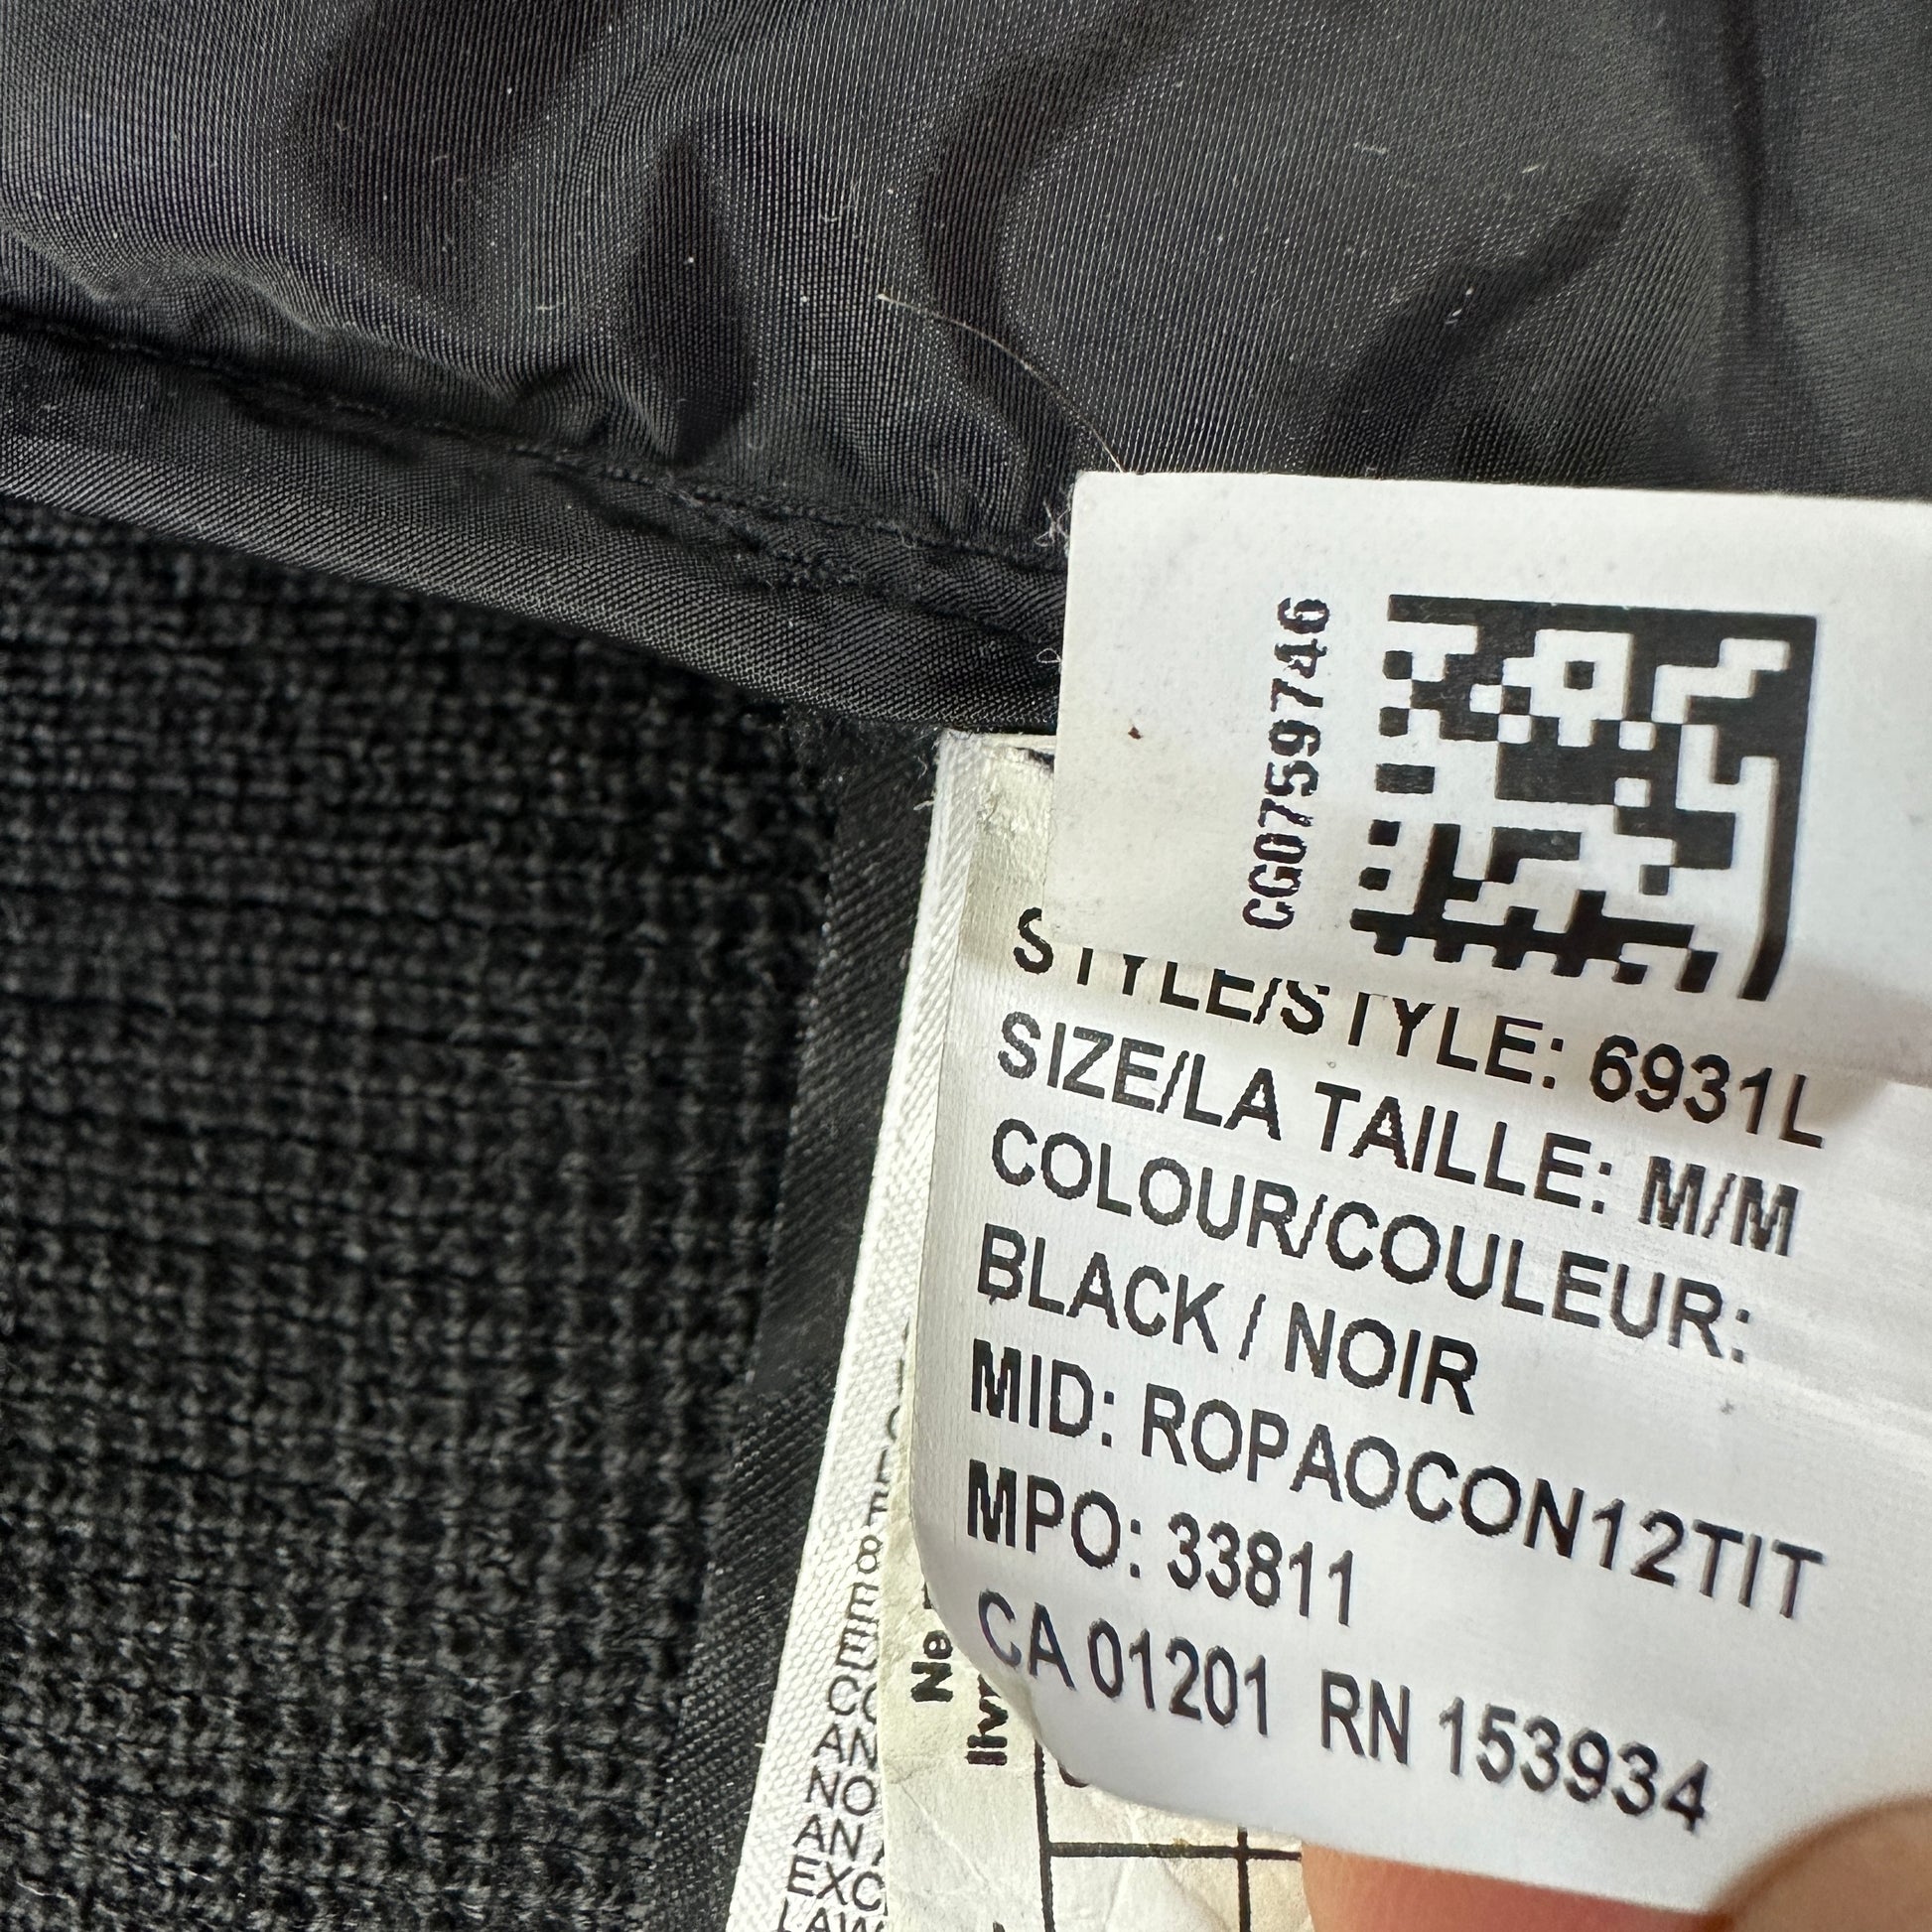 CG0759746
STYLE/STYLE: 6931L
SIZE/LA TAILLE: M/M
COLOUR/COULEUR:
BLACK / NOIR
MID: ROPAOCON12TIT
MPO: 33811
CA 01201 RN 153934
Ne